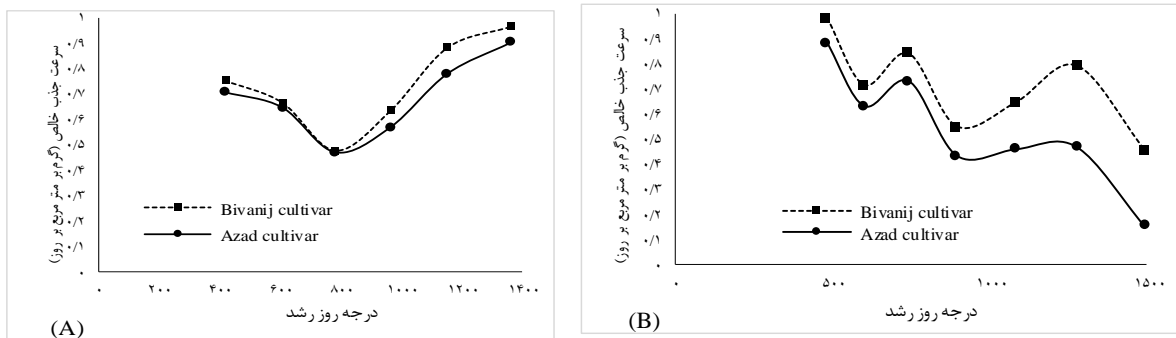 سرعت جذب خالص (گرم بر متر مربع بر روز)
۱
۰/۹
۰/۸
۰/۷
۰/۶
۰/۵
۰/۴
۰/۳
۰/۲
۰/۱
۰
Bivanij cultivar
Azad cultivar
۰ ۲۰۰ ۴۰۰ ۶۰۰ ۸۰۰ ۱۰۰۰ ۱۲۰۰ ۱۴۰۰
درجه روز رشد
(A)
سرعت جذب خالص (گرم بر متر مربع بر روز)
۱
۰/۹
۰/۸
۰/۷
۰/۶
۰/۵
۰/۴
۰/۳
۰/۲
۰/۱
۰
Bivanij cultivar
Azad cultivar
۰ ۵۰۰ ۱۰۰۰ ۱۵۰۰
درجه روز رشد
(B)